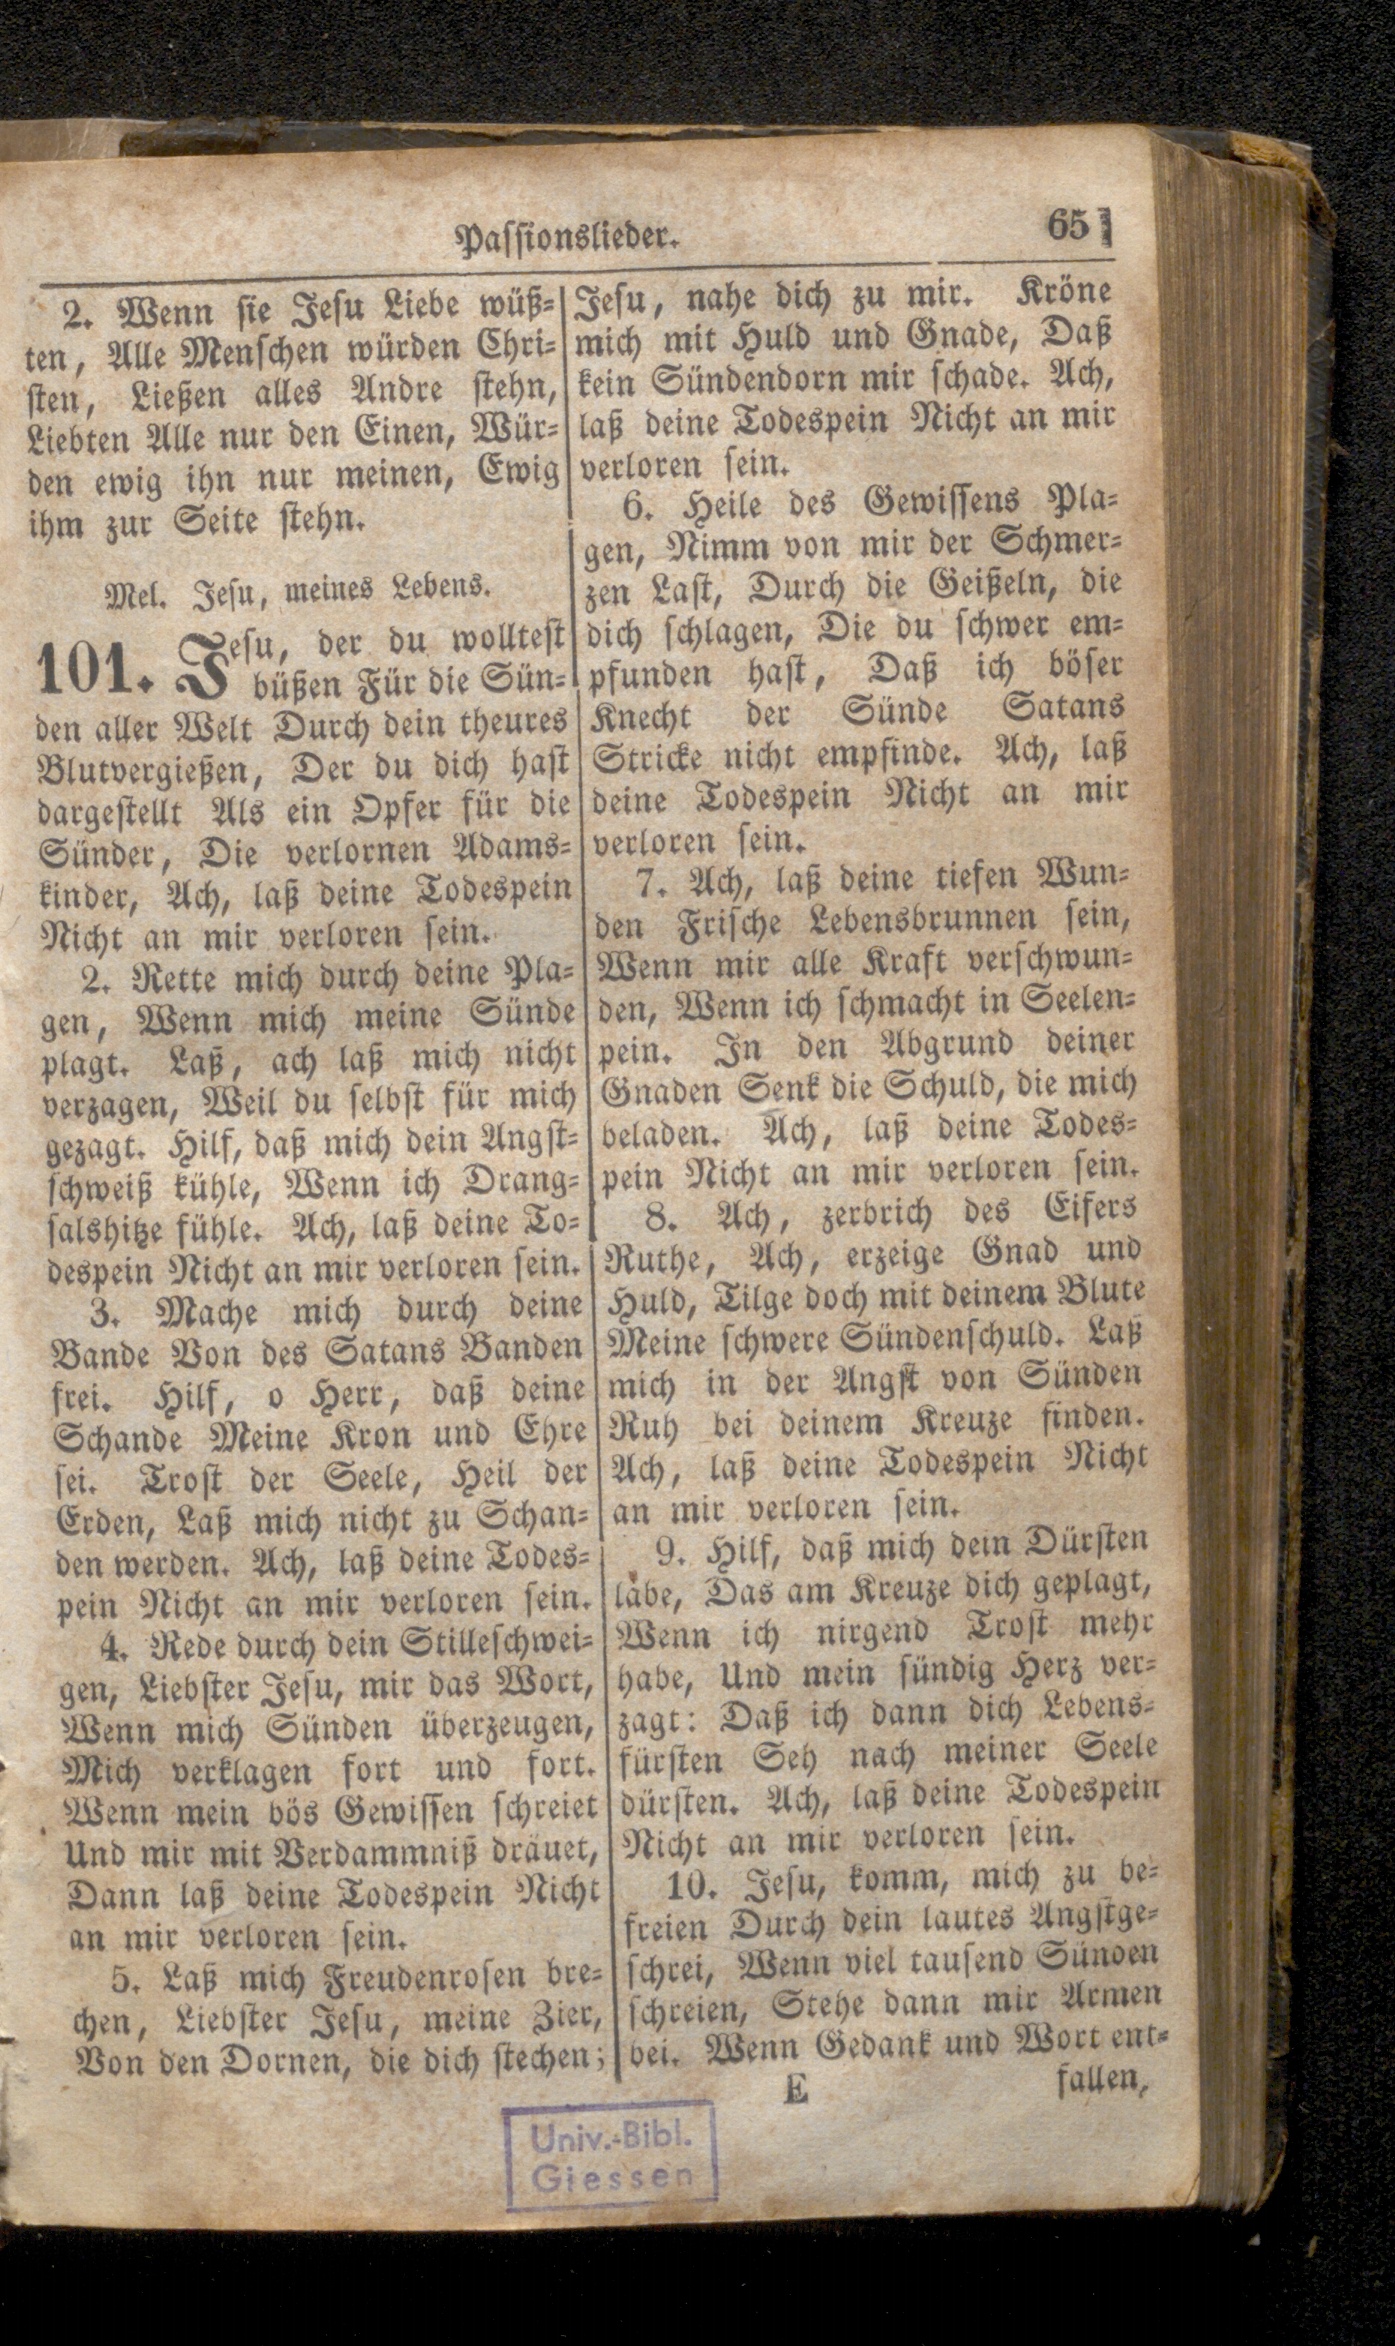 Passionslieder.
65
2. Wenn sie Jesu Liebe wüß-
ten, Alle Menschen würden Chri-
sten, Ließen alles Andre stehn,
Liebten Alle nur den Einen, Wür-
den ewig ihn nur meinen, Ewig
ihm zur Seite stehn.
Mel. Jesu, meines Lebens.
101. Jesu, der du wolltest
büßen Für die Sün-
den aller Welt Durch dein theures
Blutvergießen, Der du dich hast
dargestellt Als ein Opfer für die
Sünder, Die verlornen Adams-
kinder, Ach, laß deine Todespein
Nicht an mir verloren sein.
2. Rette mich durch deine Pla-
gen, Wenn mich meine Sünde
plagt. Laß, ach laß mich nicht
verzagen, Weil du selbst für mich
gezagt. Hilf, daß mich dein Angst-
schweiß kühle, Wenn ich Drang-
salshitze fühle. Ach, laß deine To-
despein Nicht an mir verloren sein.
3. Mache mich durch deine
Bande Von des Satans Banden
frei. Hilf, o Herr, daß deine
Schande Meine Kron und Ehre
sei. Trost der Seele, Heil der
Erden, Laß mich nicht zu Schan-
den werden. Ach, laß deine Todes-
pein Nicht an mir verloren sein.
4. Rede durch dein Stilleschwei-
gen, Liebster Jesu, mir das Wort,
Wenn mich Sünden überzeugen,
Mich verklagen fort und fort.
Wenn mein bös Gewissen schreiet
Und mir mit Verdammniß dräuet,
Dann laß deine Todespein Nicht
an mir verloren sein.
5. Laß mich Freudenrosen bre-
chen, Liebster Jesu, meine Zier,
Von den Dornen, die dich stechen;
Jesu, nahe dich zu mir. Kröne
mich mit Huld und Gnade, Daß
kein Sündendorn mir schade. Ach,
laß deine Todespein Nicht an mir
verloren sein.
6. Heile des Gewissens Pla-
gen, Nimm von mir der Schmer-
zen Last, Durch die Geißeln, die
dich schlagen, Die du schwer em-
pfunden hast, Daß ich böser
Knecht der Sünde Satans
Stricke nicht empfinde. Ach, laß
deine Todespein Nicht an mir
verloren sein.
7. Ach, laß deine tiefen Wun-
den Frische Lebensbrunnen sein,
Wenn mir alle Kraft verschwun-
den, Wenn ich schmacht in Seelen-
pein. In den Abgrund deiner
Gnaden Senk die Schuld, die mich
beladen. Ach, laß deine Todes-
pein Nicht an mir verloren sein.
8. Ach, zerbrich des Eifers
Ruthe, Ach, erzeige Gnad und
Huld, Tilge doch mit deinem Blute
Meine schwere Sündenschuld. Laß
mich in der Angst von Sünden
Ruh bei deinem Kreuze finden.
Ach, laß deine Todespein Nicht
an mir verloren sein.
9. Hilf, daß mich dein Dürsten
labe, Das am Kreuze dich geplagt,
Wenn ich nirgend Trost mehr
habe, Und mein sündig Herz ver-
zagt: Daß ich dann dich Lebens-
fürsten Seh nach meiner Seele
dürsten. Ach, laß deine Todespein
Nicht an mir verloren sein.
10. Jesu, komm, mich zu be-
freien Durch dein lautes Angstge-
schrei, Wenn viel tausend Sünden
schreien, Stehe dann mir Armen
bei. Wenn Gedank und Wort ent-
E
fallen,
Univ.-Bibl.
Giessen